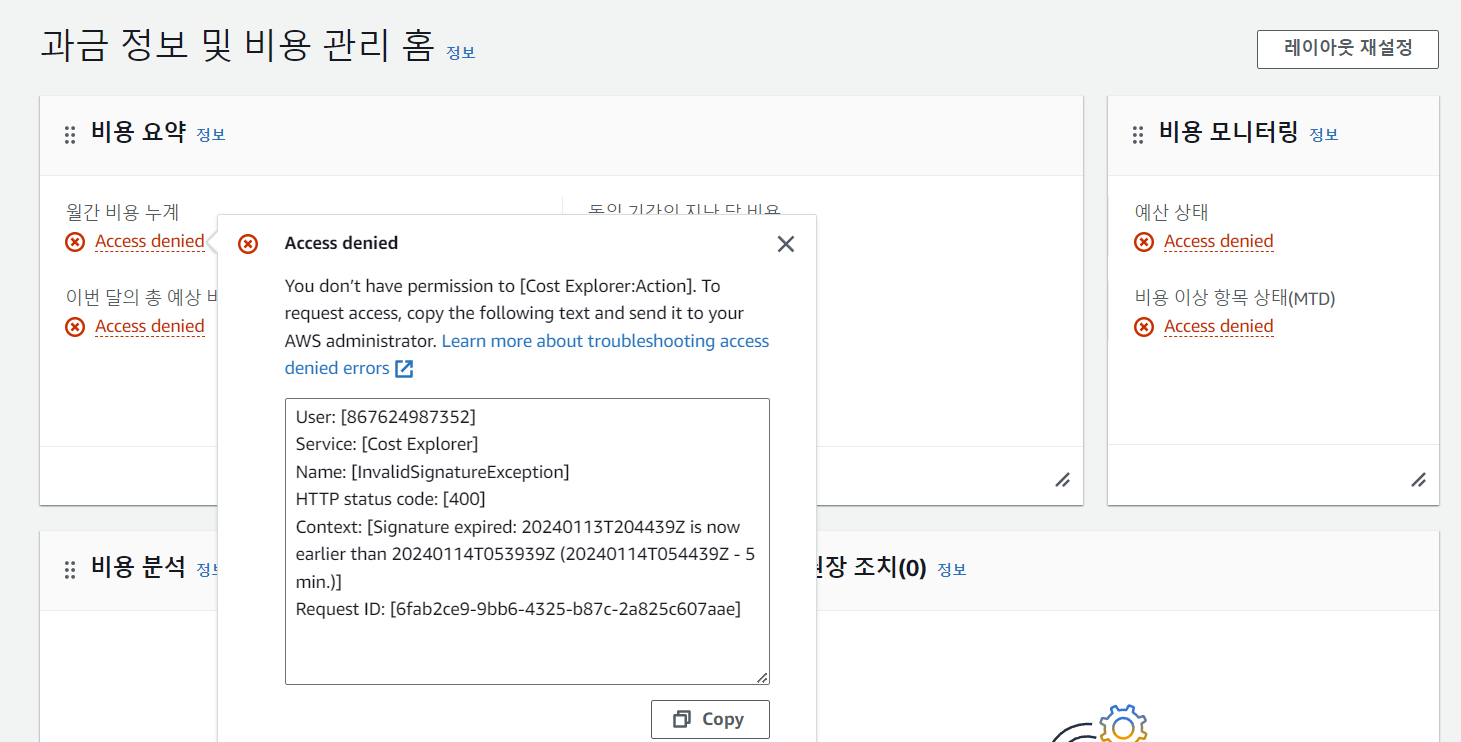 과금 정보 및 비용 관리 홈 정보
레이아웃 재설정
비용 요약 정보
월간 비용 누계
Access denied
이번 달의 총 예상
Access denied
동일 기간의 지난 달 비용
Access denied
You don’t have permission to [Cost Explorer:Action]. To
request access, copy the following text and send it to your
AWS administrator. Learn more about troubleshooting access
denied errors
User: [867624987352]
Service: [Cost Explorer]
Name: [InvalidSignatureException]
HTTP status code: [400]
Context: [Signature expired: 20240113T204439Z is now
earlier than 20240114T053939Z (20240114T054439Z - 5
min.)]
Request ID: [6fab2ce9-9bb6-4325-b87c-2a825c607aae]
Copy
비용 모니터링 정보
예산 상태
Access denied
비용 이상 항목 상태(MTD)
Access denied
비용 분석
조치(0) 정보